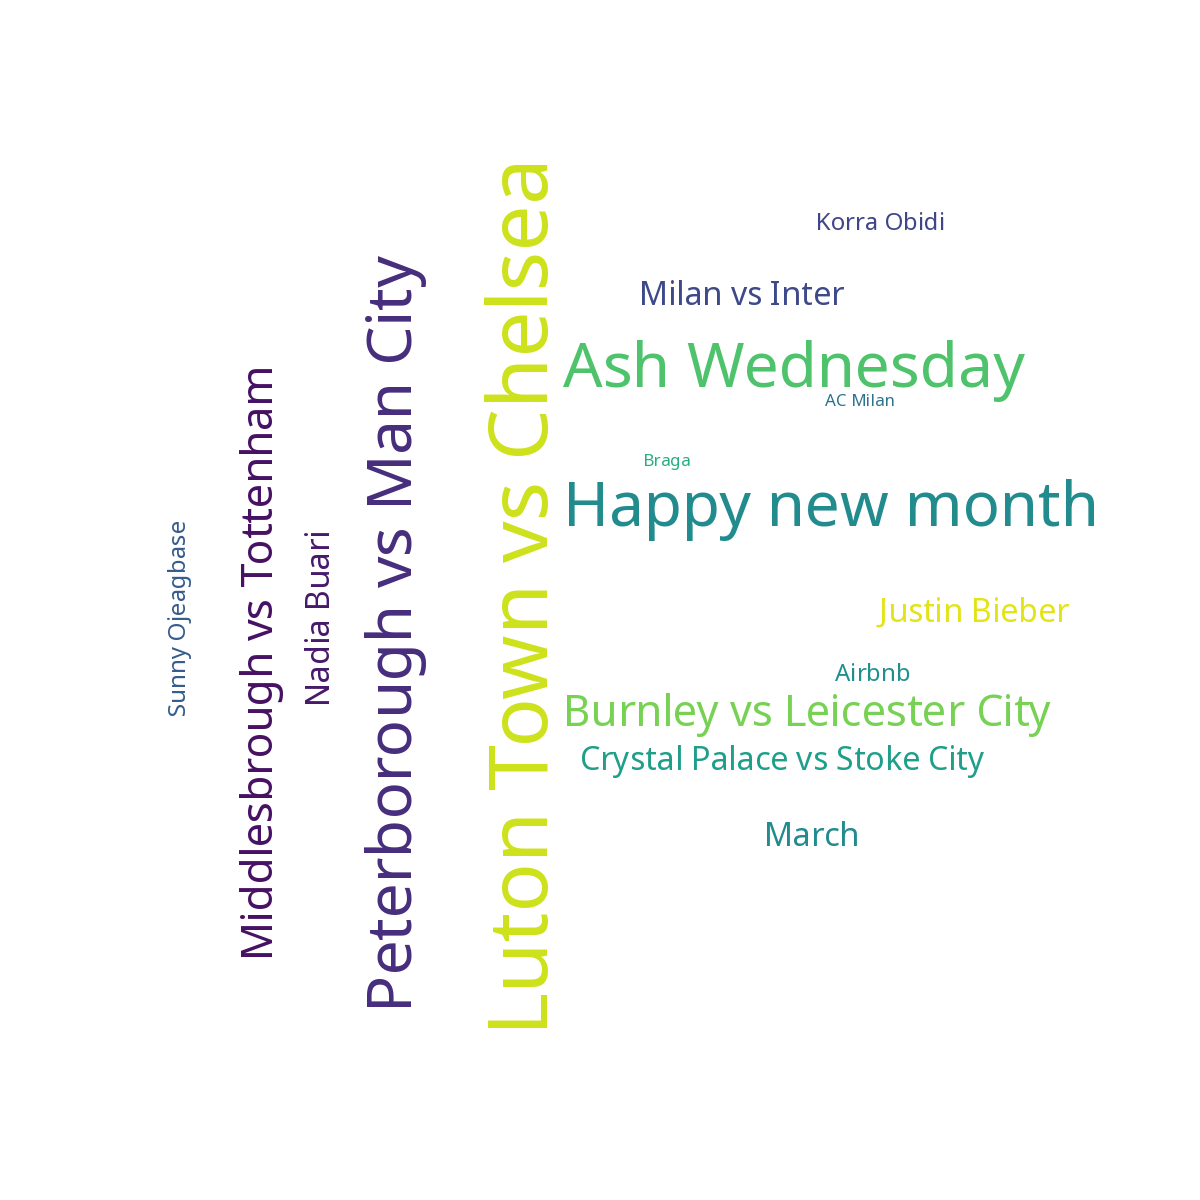 Sunny Ojeagbase
Middlesbrough vs Tottenham
Nadia Buari
Peterborough vs Man City
Luton Town vs Chelsea
Korra Obidi
Milan vs Inter
Ash Wednesday
AC Milan
Braga
Happy new month
Justin Bieber
Airbnb
Burnley vs Leicester City
Crystal Palace vs Stoke City
March